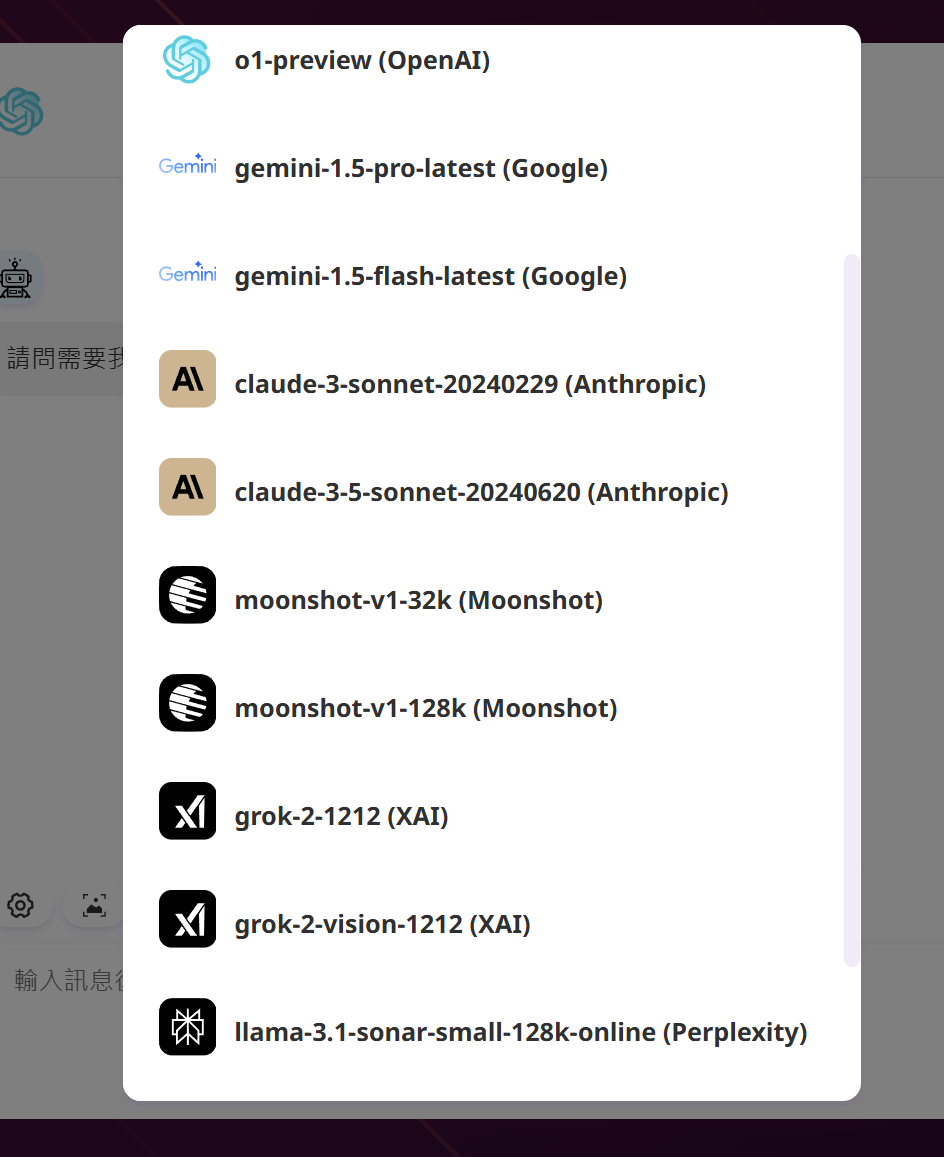 o1-preview (OpenAI)
Gemini gemini-1.5-pro-latest (Google)
Gemini gemini-1.5-flash-latest (Google)
請問需要
claude-3-sonnet-20240229 (Anthropic)
claude-3-5-sonnet-20240620 (Anthropic)
moonshot-v1-32k (Moonshot)
moonshot-v1-128k (Moonshot)
grok-2-1212 (XAI)
grok-2-vision-1212 (XAI)
輸入訊息
llama-3.1-sonar-small-128k-online (Perplexity)